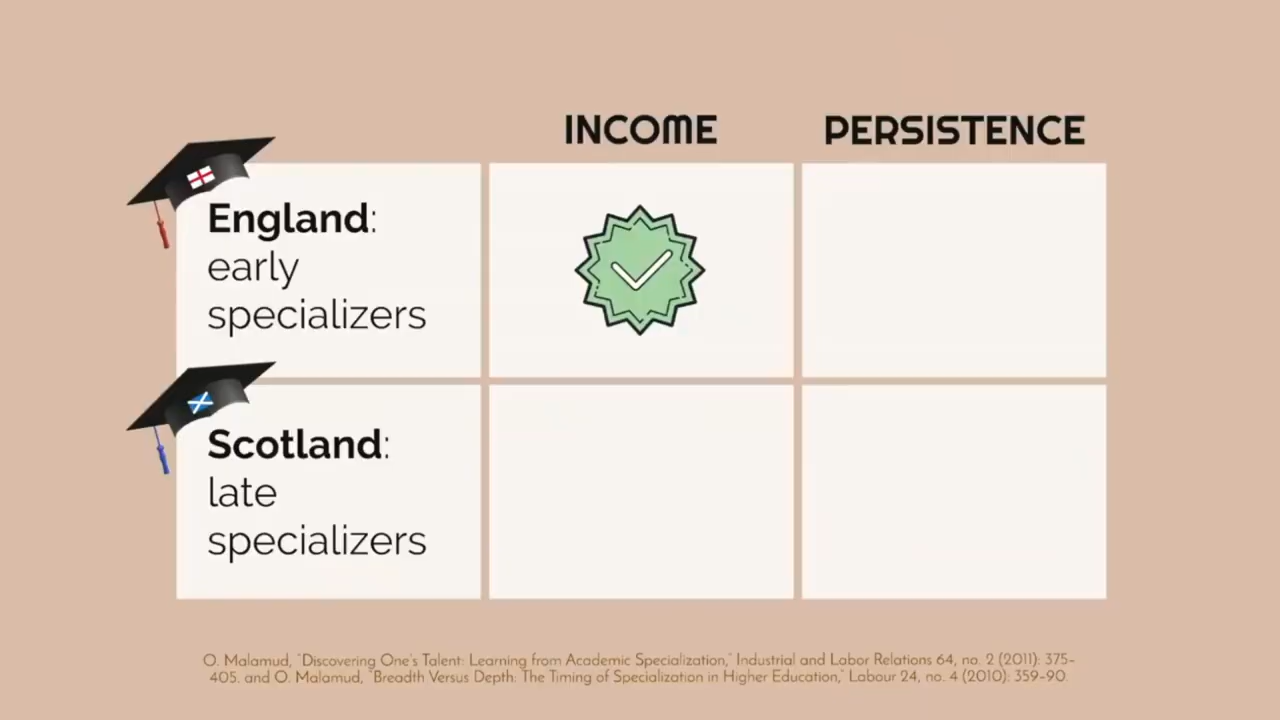 INCOME
PERSISTENCE
England:
early
specializers
Scotland:
late
specializers
O. Malamud, "Discovering One's Talent: Learning from Academic Specialization," Industrial and Labor Relations 64, no. 2 (2011): 375-
405. and O. Malamud, "Breadth Versus Depth: The Timing of Specialization in Higher Education," Labour 24, no. 4 (2010): 359-90.